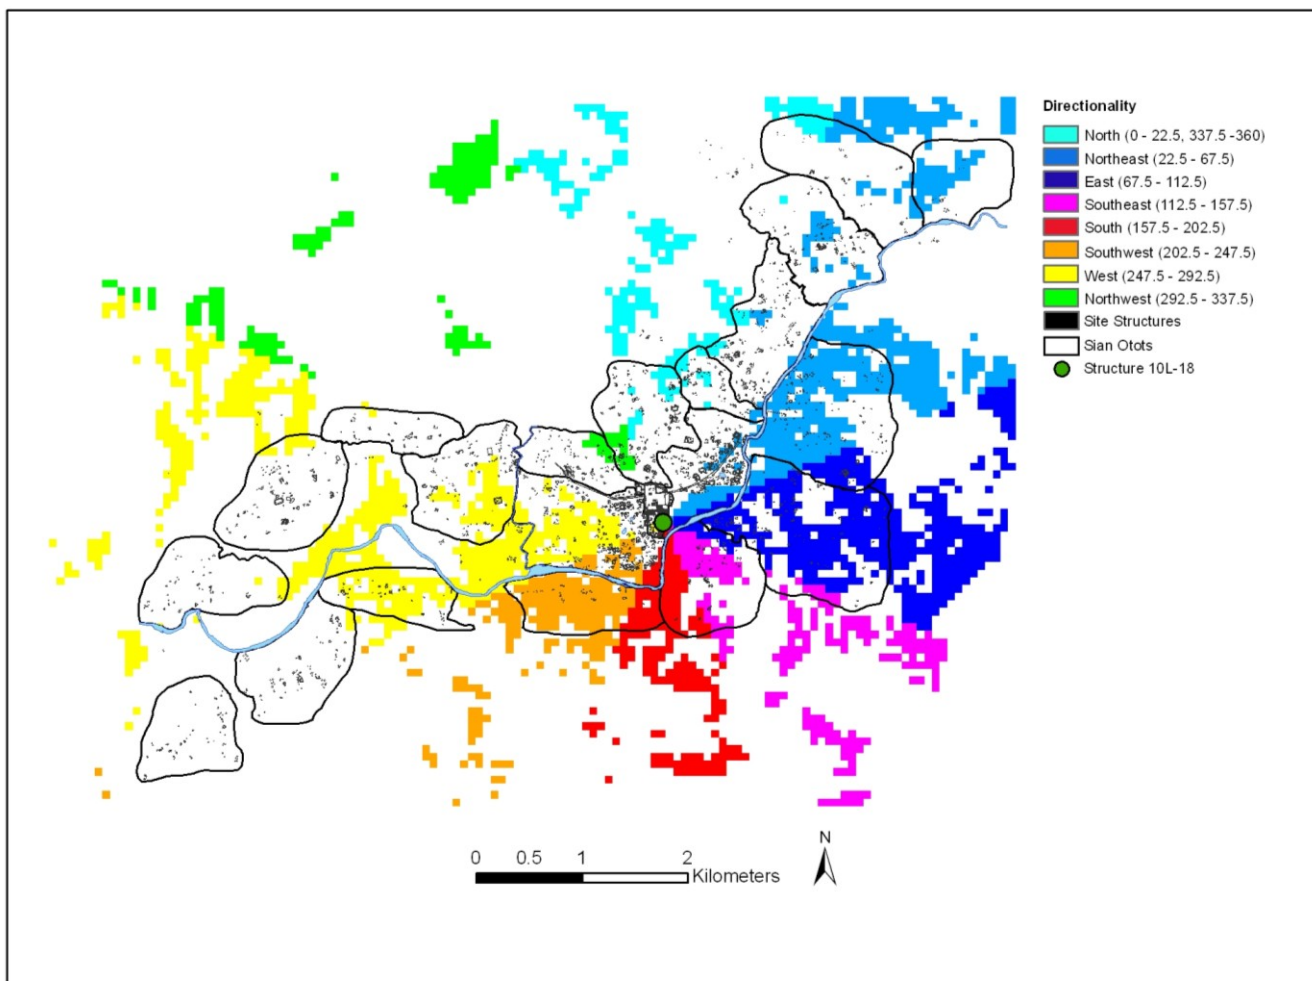 Directionality
North (0 - 22.5, 337.5 -360)
Northeast (22.5 - 67.5)
East (67.5 - 112.5)
Southeast (112.5 - 157.5)
South (157.5 - 202.5)
Southwest (202.5 - 247.5)
West (247.5 - 292.5)
Northwest (292.5 - 337.5)
Site Structures
Sian Otots
Structure 10L-18
N
0 0.5 1 2
Kilometers